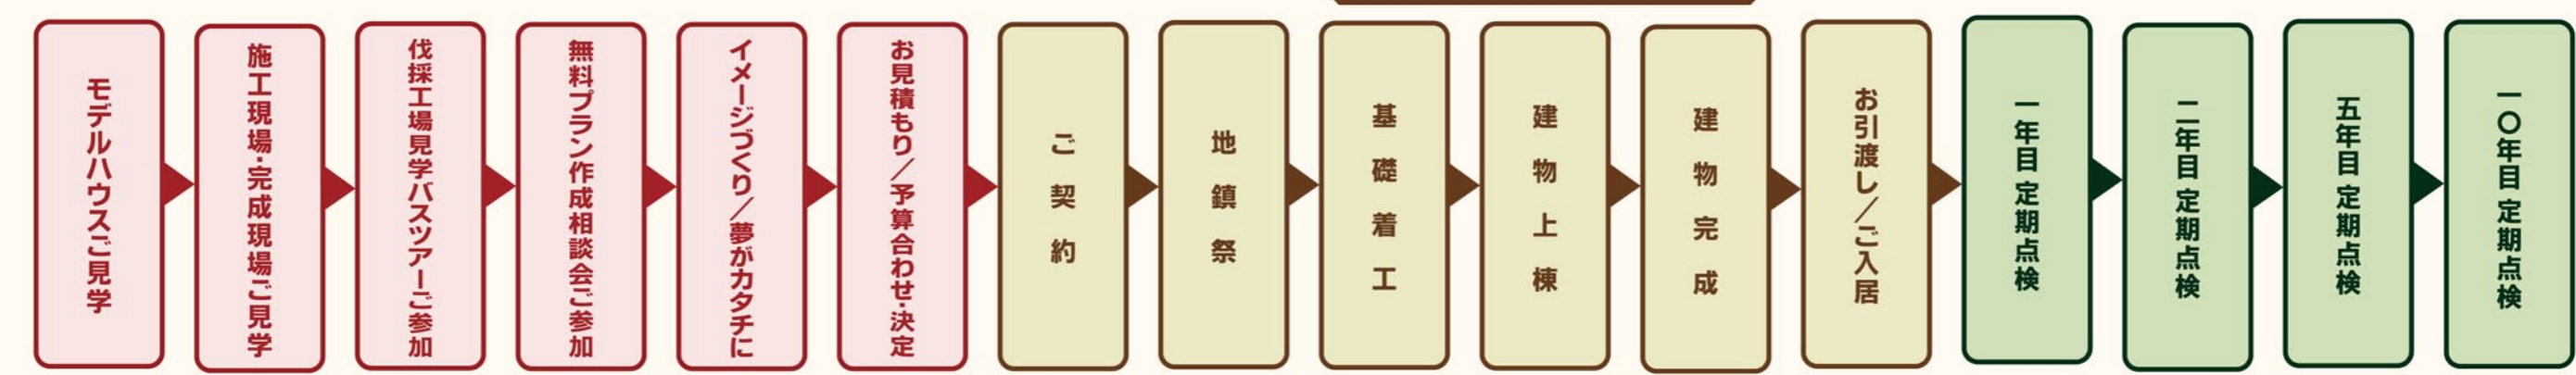 モデルハウスご見学
施工現場・完成現場ご見学
伐採工場見学バスツアーご参加
無料プラン作成相談会ご参加
イメージづくり／夢がカタチに
お見積もり／予算合わせ・決定
ご契約
地鎮祭
基礎着工
建物上棟
建物完成
お引渡し／ご入居
一年目 定期点検
二年目 定期点検
五年目 定期点検
一〇年目 定期点検